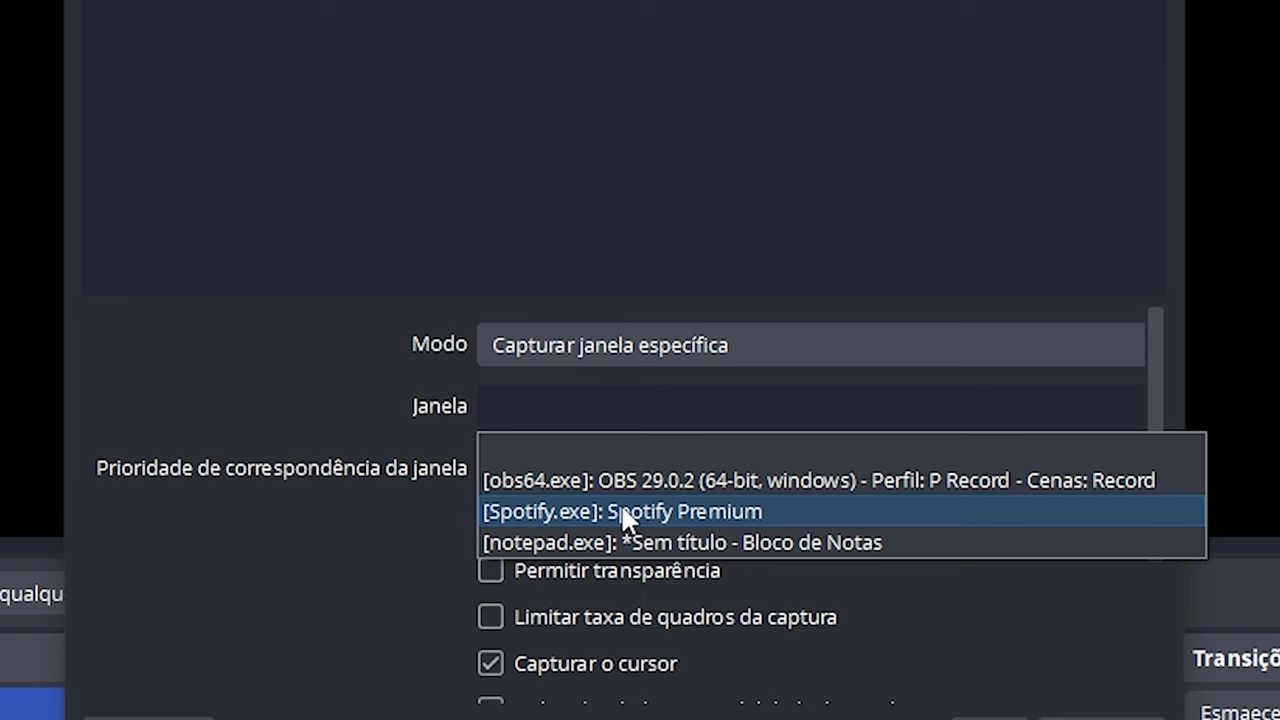 Modo
Capturar janela específica
Janela
Prioridade de correspondência da janela
[obs64.exe]: OBS 29.0.2 (64-bit, windows) - Perfil: P Record - Cenas: Record
[Spotify.exe]: Spotify Premium
[notepad.exe]: *Sem título - Bloco de Notas
Permitir transparência
qualqu
Limitar taxa de quadros da captura
Capturar o cursor
Transiçõ
Esmaece